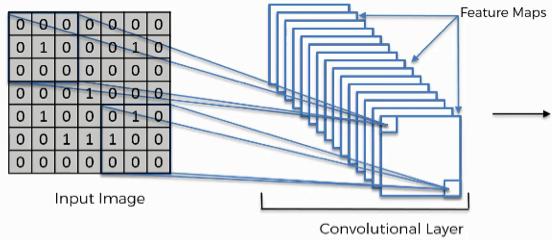 Feature Maps
0 0 0 0 0 0 0
0 1 0 0 0 1 0
0 0 0 0 0 0 0
0 0 0 1 0 0 0
0 1 0 0 0 1 0
0 0 1 1 1 0 0
0 0 0 0 0 0 0
Input Image
Convolutional Layer